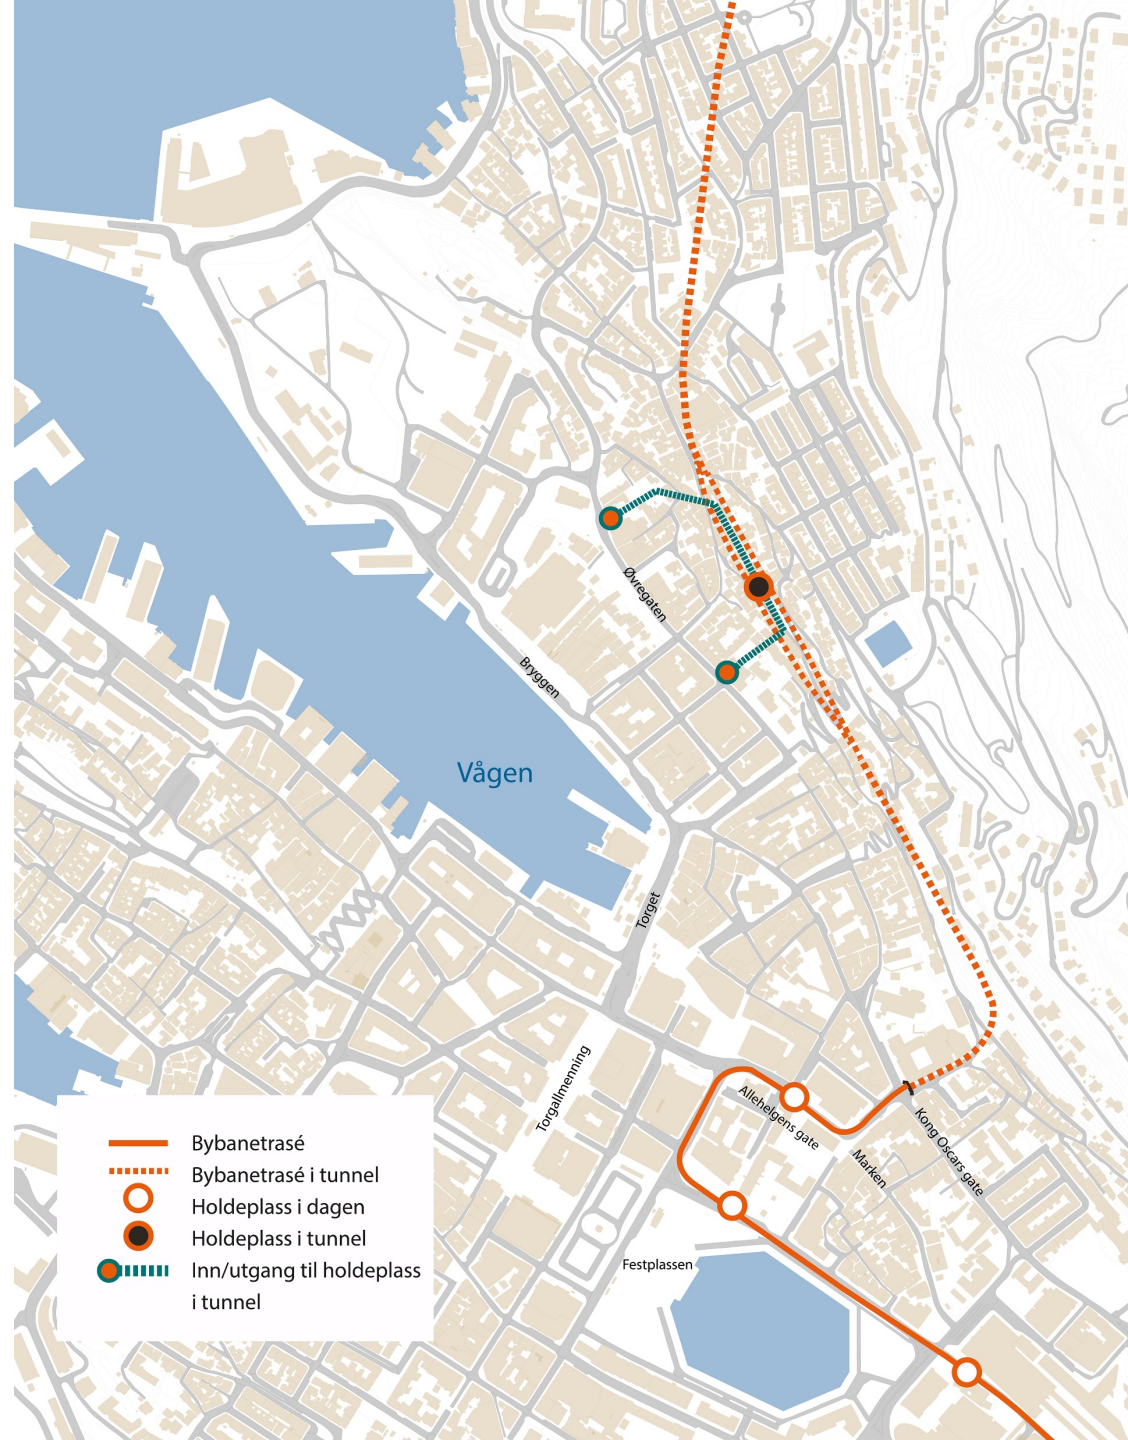 Øvregaten
Bryggen
Vågen
Torget
Torgallmenning
Allehelgens gate
Marken
Kong Oscars gate
Festplassen
Bybanetrasé
Bybanetrasé i tunnel
Holdeplass i dagen
Holdeplass i tunnel
Inn/utgang til holdeplass
i tunnel